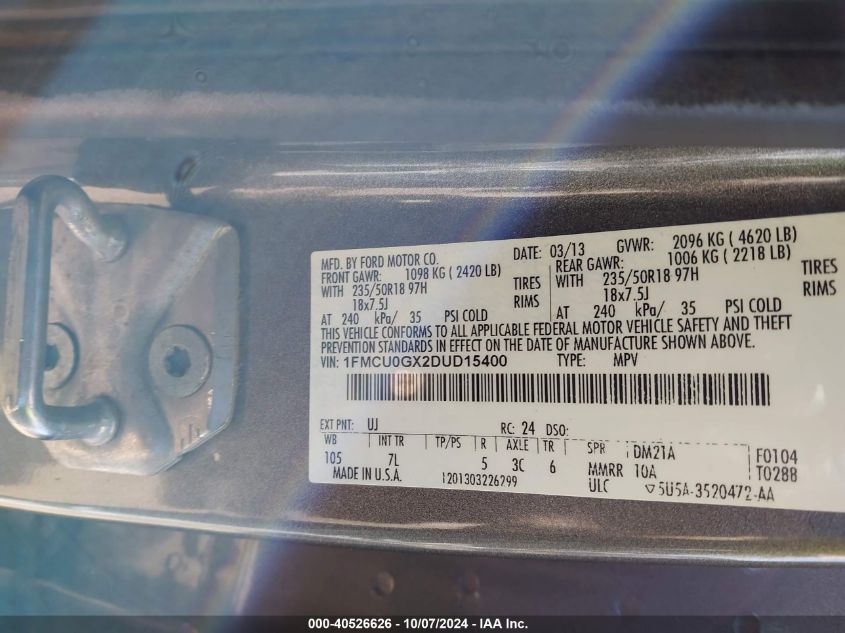 MFD. BY FORD MOTOR CO.
DATE: 03/13 GVWR: 2096 KG ( 4620 LB)
FRONT GAWR: 1098 KG ( 2420 LB)
REAR GAWR: 1006 KG ( 2218 LB)
WITH 235/50R18 97H TIRES
WITH 235/50R18 97H TIRES
18x7.5J RIMS
18x7.5J RIMS
AT 240 kPa/ 35 PSI COLD
AT 240 kPa/ 35 PSI COLD
THIS VEHICLE CONFORMS TO ALL APPLICABLE FEDERAL MOTOR VEHICLE SAFETY AND THEFT
PREVENTION STANDARDS IN EFFECT ON THE DATE OF MANUFACTURE SHOWN ABOVE.
VIN: 1FMCU0GX2DUD15400 TYPE: MPV
EXT PNT: UJ RC: 24 DSO:
WB INT TR TP/PS R AXLE TR SPR DM21A F0104
105 7L 5 3C 6 MMRR 10A T0288
MADE IN U.S.A. 1201303226799 ULC ▽5U5A-3520472-AA
000-40526626 - 10/07/2024 - IAA Inc.